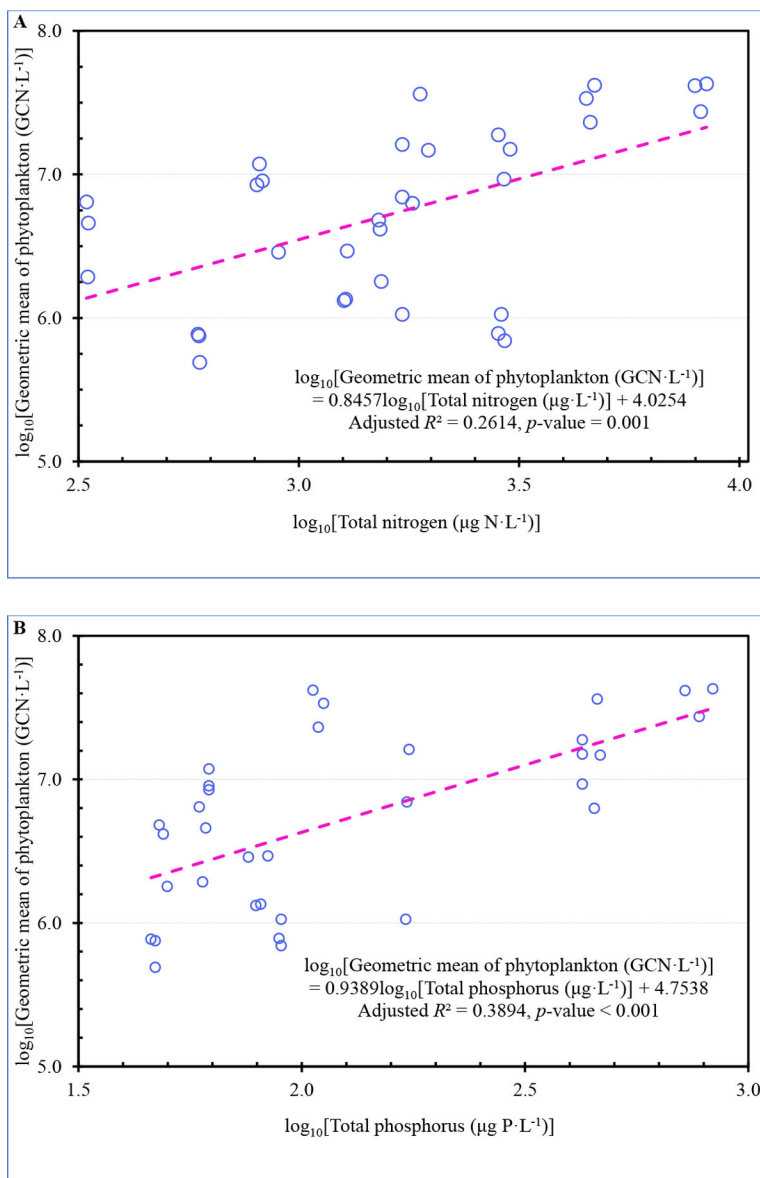 A
8.0
7.0
6.0
5.0
log₁₀[Geometric mean of phytoplankton (GCN·L⁻¹)]
log₁₀[Geometric mean of phytoplankton (GCN·L⁻¹)]
= 0.8457log₁₀[Total nitrogen (µg·L⁻¹)] + 4.0254
Adjusted R² = 0.2614, p-value = 0.001
2.5 3.0 3.5 4.0
log₁₀[Total nitrogen (µg N·L⁻¹)]
B
8.0
7.0
6.0
5.0
log₁₀[Geometric mean of phytoplankton (GCN·L⁻¹)]
log₁₀[Geometric mean of phytoplankton (GCN·L⁻¹)]
= 0.9389log₁₀[Total phosphorus (µg·L⁻¹)] + 4.7538
Adjusted R² = 0.3894, p-value < 0.001
1.5 2.0 2.5 3.0
log₁₀[Total phosphorus (µg P·L⁻¹)]